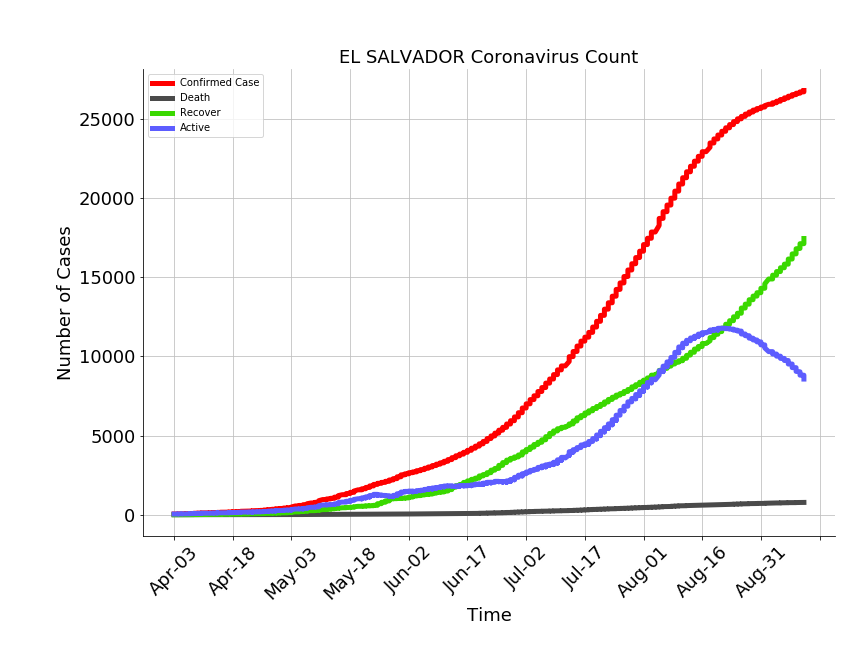 EL SALVADOR Coronavirus Count
Confirmed Case
Death
Recover
Active
Number of Cases
25000
20000
15000
10000
5000
0
Apr-03
Apr-18
May-03
May-18
Jun-02
Jun-17
Jul-02
Jul-17
Aug-01
Aug-16
Aug-31
Time